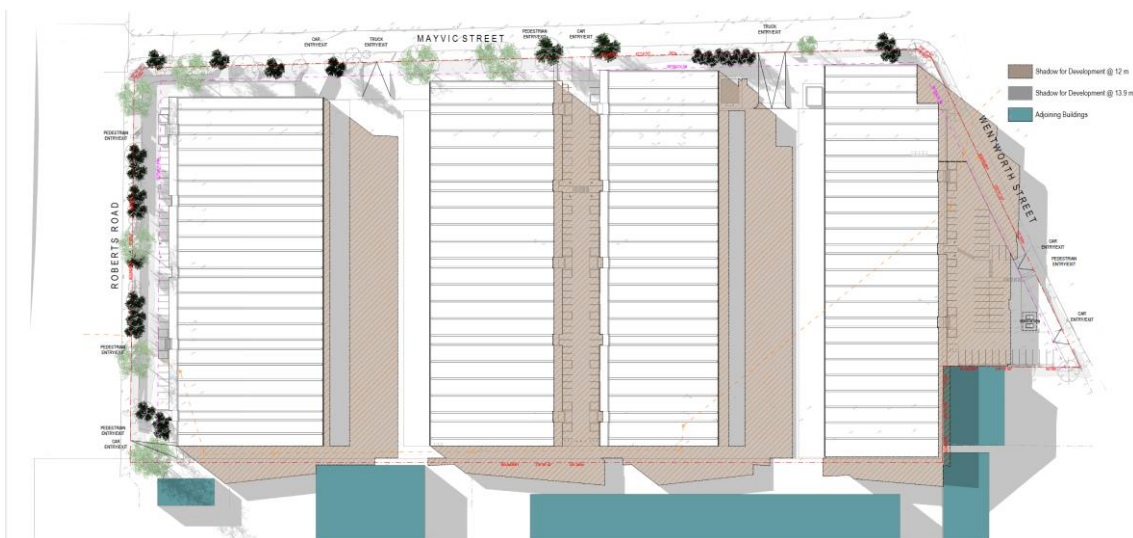 MAYVIC STREET
CAR
ENTRY/EXIT
TRUCK
ENTRY/EXIT
PEDESTRIAN
ENTRY/EXIT
CAR
ENTRY/EXIT
TRUCK
ENTRY/EXIT
Shadow for Development @ 12 m
Shadow for Development @ 13.9 m
Adjoining Buildings
PEDESTRIAN
ENTRY/EXIT
ROBERTS ROAD
WENTWORTH STREET
CAR
ENTRY/EXIT
PEDESTRIAN
ENTRY/EXIT
CAR
ENTRY/EXIT
PEDESTRIAN
ENTRY/EXIT
PEDESTRIAN
ENTRY/EXIT
CAR
ENTRY/EXIT